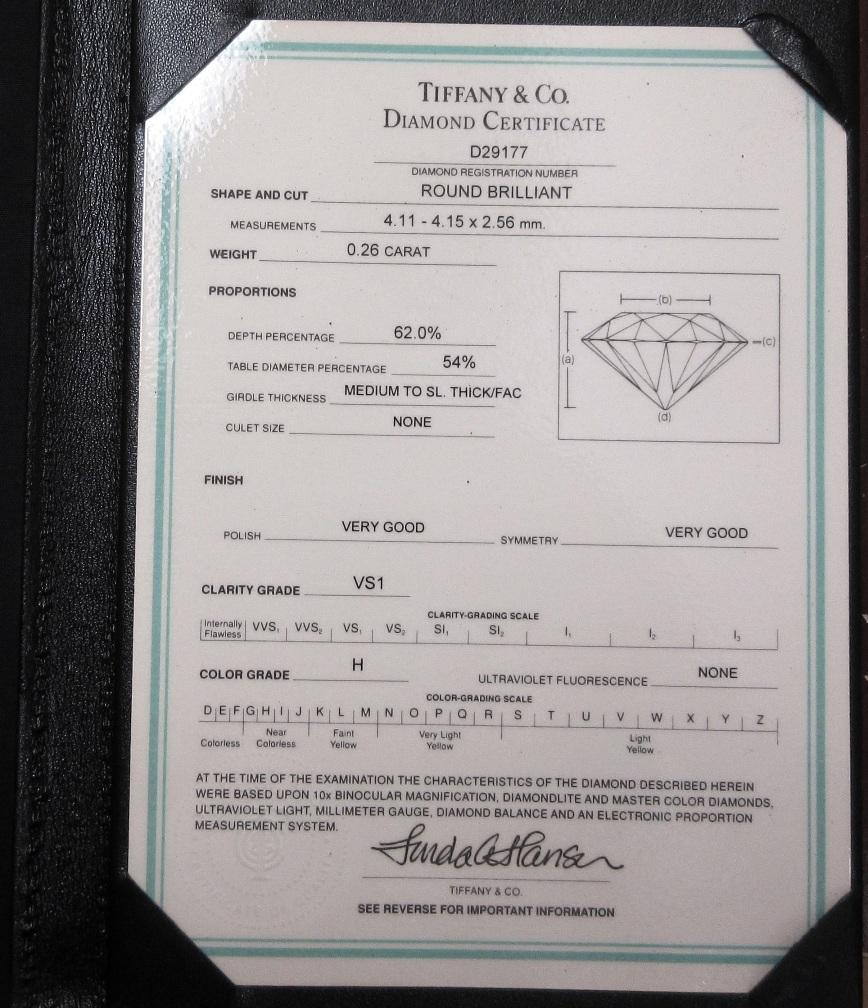 TIFFANY & CO.
DIAMOND CERTIFICATE
D29177
DIAMOND REGISTRATION NUMBER
SHAPE AND CUT ROUND BRILLIANT
MEASUREMENTS 4.11 - 4.15 x 2.56 mm.
WEIGHT 0.26 CARAT
PROPORTIONS
DEPTH PERCENTAGE 62.0%
TABLE DIAMETER PERCENTAGE 54%
GIRDLE THICKNESS MEDIUM TO SL. THICK/FAC
CULET SIZE NONE
(b)
(a)
(c)
(d)
FINISH
POLISH VERY GOOD SYMMETRY VERY GOOD
CLARITY GRADE VS1
CLARITY-GRADING SCALE
Internally Flawless VVS₁ VVS₂ VS₁ VS₂ SI₁ SI₂ I₁ I₂ I₃
COLOR GRADE H ULTRAVIOLET FLUORESCENCE NONE
COLOR-GRADING SCALE
D E F G H I J K L M N O P Q R S T U V W X Y Z
Colorless Near Colorless Faint Yellow Very Light Yellow Light Yellow
AT THE TIME OF THE EXAMINATION THE CHARACTERISTICS OF THE DIAMOND DESCRIBED HEREIN
WERE BASED UPON 10x BINOCULAR MAGNIFICATION, DIAMONDLITE AND MASTER COLOR DIAMONDS,
ULTRAVIOLET LIGHT, MILLIMETER GAUGE, DIAMOND BALANCE AND AN ELECTRONIC PROPORTION
MEASUREMENT SYSTEM.
TIFFANY & CO.
SEE REVERSE FOR IMPORTANT INFORMATION